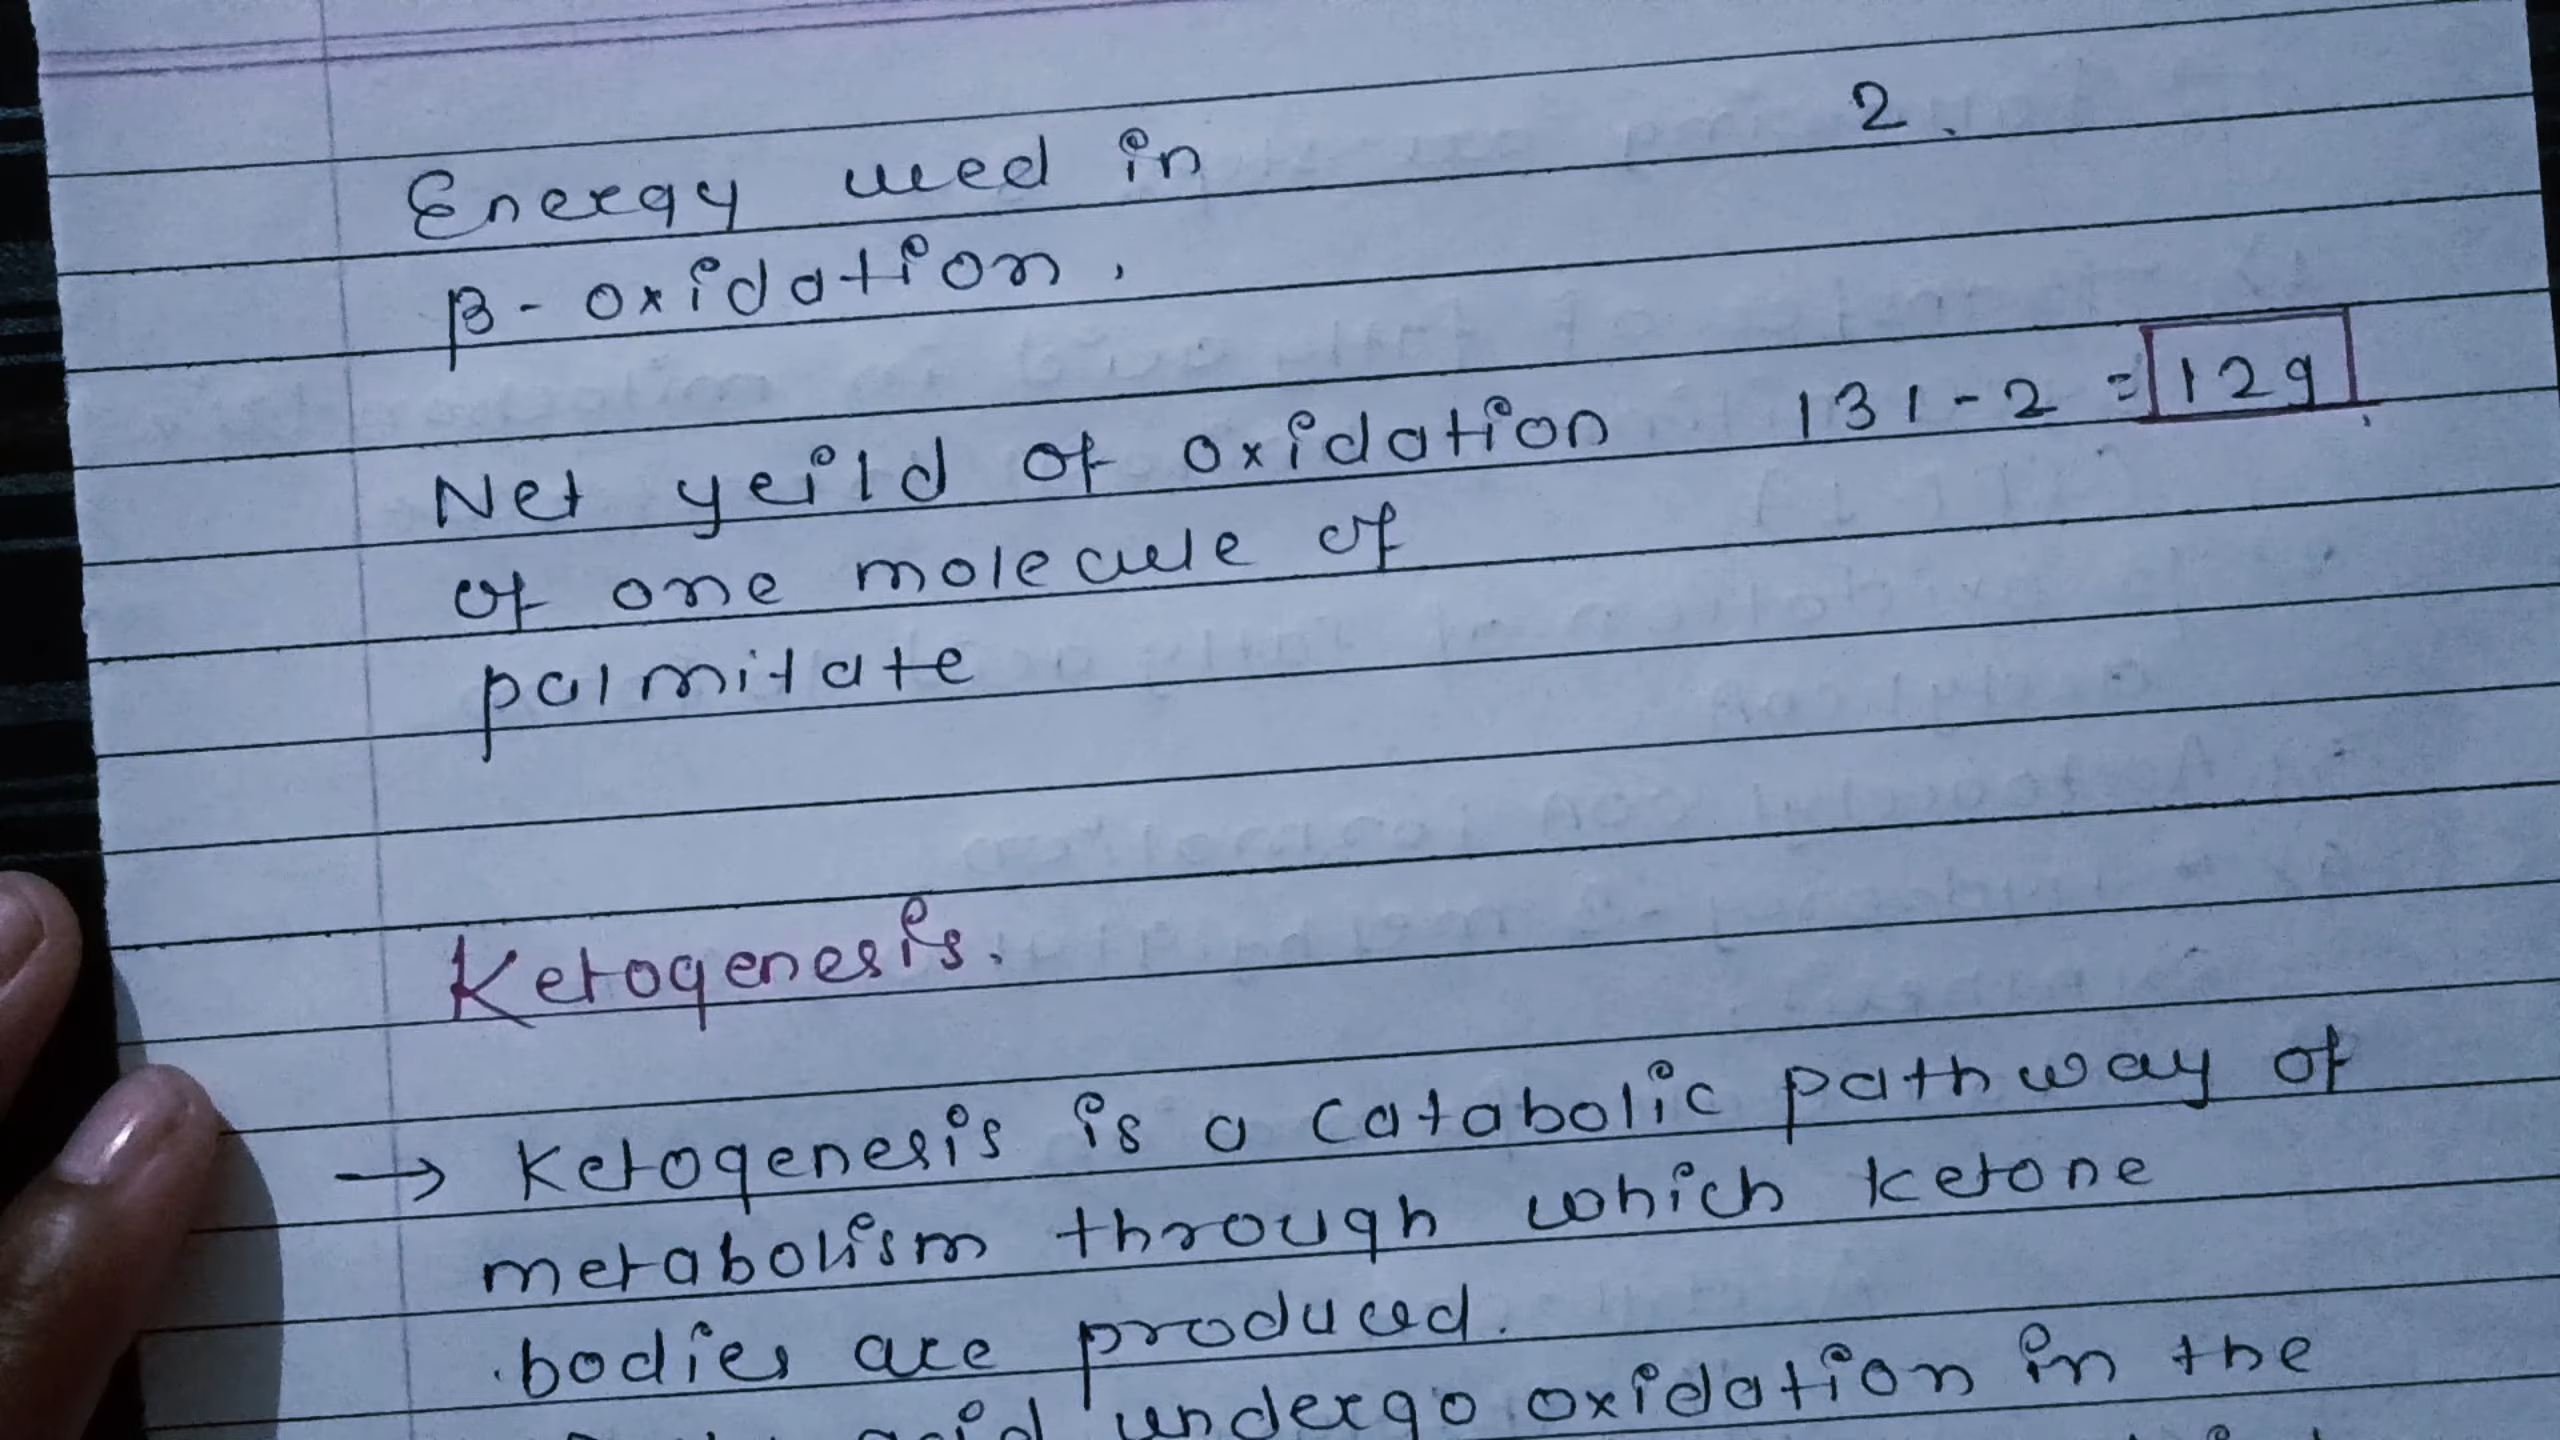 Energy used in 2.
β-oxidation.
Net yeild of oxidation 131-2 = 129
of one molecule of
palmitate
Ketogenesis.
→ Ketogenesis is a catabolic pathway of
metabolism through which ketone
bodies are produced.
acid undergo oxidation in the